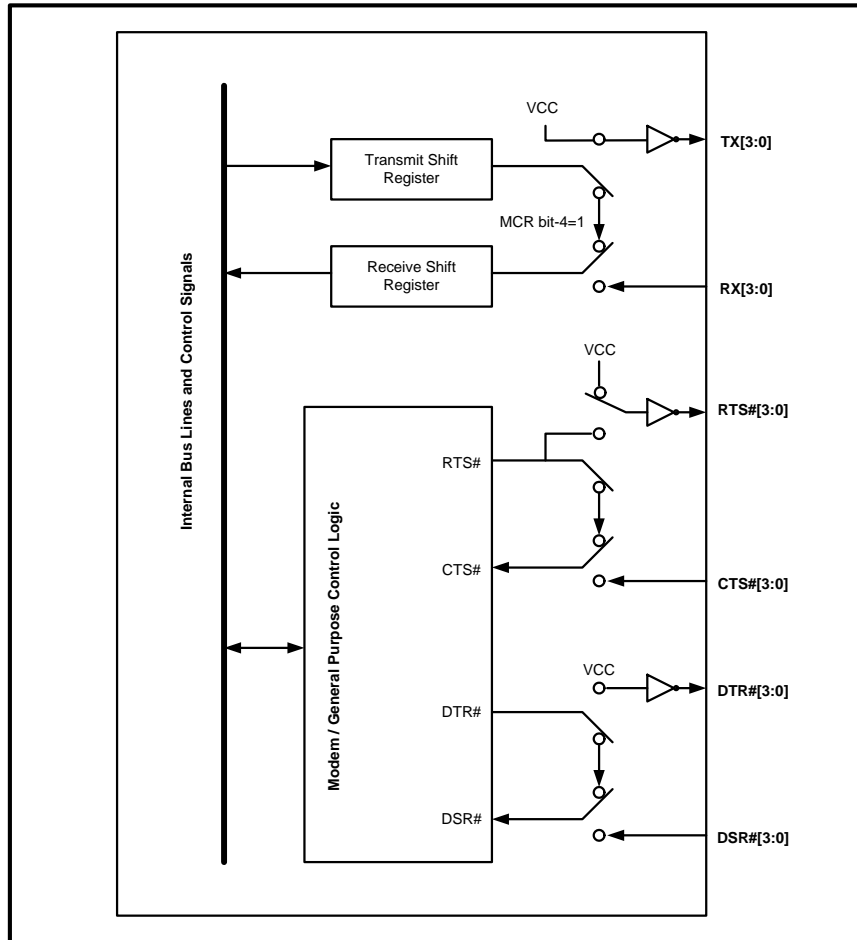 VCC
TX[3:0]
Transmit Shift
Register
MCR bit-4=1
Receive Shift
Register
RX[3:0]
Internal Bus Lines and Control Signals
VCC
RTS#[3:0]
RTS#
Modem / General Purpose Control Logic
CTS#
CTS#[3:0]
VCC
DTR#[3:0]
DTR#
DSR#
DSR#[3:0]